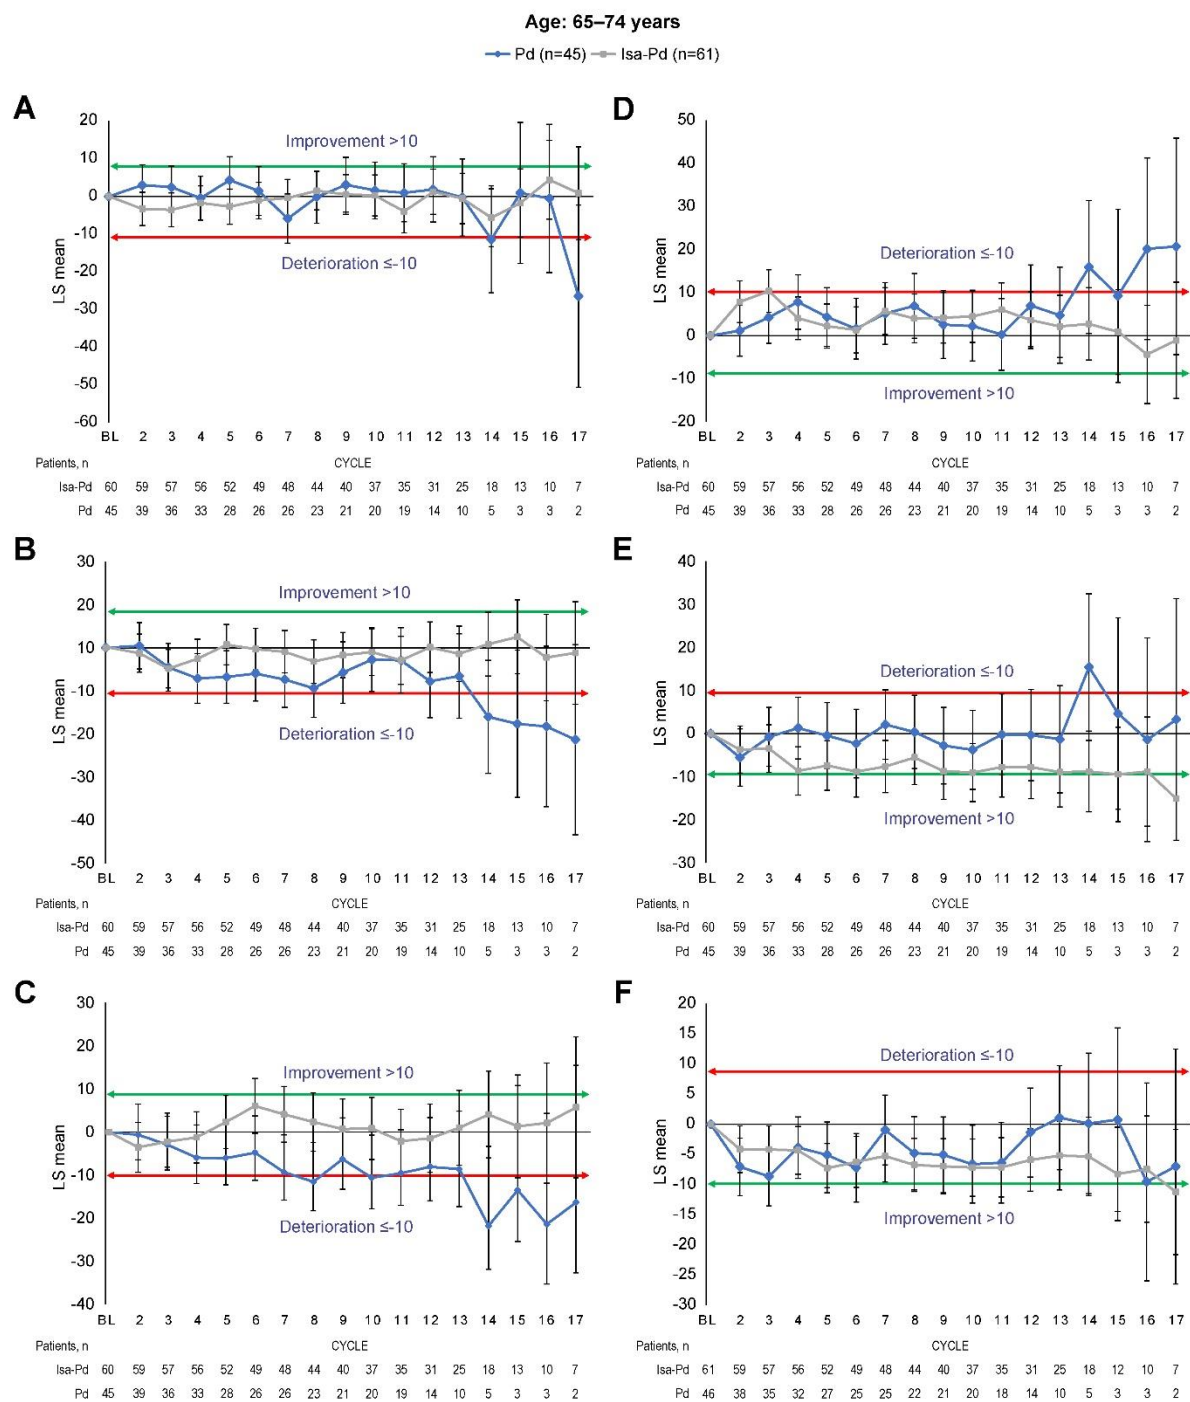 Age: 65–74 years
Pd (n=45) Isa-Pd (n=61)
A
LS mean
20
10
0
-10
-20
-30
-40
-50
-60
Improvement >10
Deterioration ≤-10
BL 2 3 4 5 6 7 8 9 10 11 12 13 14 15 16 17
Patients, n CYCLE
Isa-Pd 60 59 57 56 52 49 48 44 40 37 35 31 25 18 13 10 7
Pd 45 39 36 33 28 26 26 23 21 20 19 14 10 5 3 3 2
D
LS mean
50
40
30
20
10
0
-10
-20
Deterioration ≤-10
Improvement >10
BL 2 3 4 5 6 7 8 9 10 11 12 13 14 15 16 17
Patients, n CYCLE
Isa-Pd 60 59 57 56 52 49 48 44 40 37 35 31 25 18 13 10 7
Pd 45 39 36 33 28 26 26 23 21 20 19 14 10 5 3 3 2
B
LS mean
30
20
10
-10
-20
-30
-40
-50
Improvement >10
Deterioration ≤-10
BL 2 3 4 5 6 7 8 9 10 11 12 13 14 15 16 17
Patients, n CYCLE
Isa-Pd 60 59 57 56 52 49 48 44 40 37 35 31 25 18 13 10 7
Pd 45 39 36 33 28 26 26 23 21 20 19 14 10 5 3 3 2
E
LS mean
40
30
20
10
0
-10
-20
-30
Deterioration ≤-10
Improvement >10
BL 2 3 4 5 6 7 8 9 10 11 12 13 14 15 16 17
Patients, n CYCLE
Isa-Pd 60 59 57 56 52 49 48 44 40 37 35 31 25 18 13 10 7
Pd 45 39 36 33 28 26 26 23 21 20 19 14 10 5 3 3 2
C
LS mean
30
20
10
0
-10
-20
-30
-40
Improvement >10
Deterioration ≤-10
BL 2 3 4 5 6 7 8 9 10 11 12 13 14 15 16 17
Patients, n CYCLE
Isa-Pd 60 59 57 56 52 49 48 44 40 37 35 31 25 18 13 10 7
Pd 45 39 36 33 28 26 26 23 21 20 19 14 10 5 3 3 2
F
LS mean
20
15
10
5
0
-5
-10
-15
-20
-25
-30
Deterioration ≤-10
Improvement >10
BL 2 3 4 5 6 7 8 9 10 11 12 13 14 15 16 17
Patients, n CYCLE
Isa-Pd 61 59 57 56 52 49 48 44 40 37 35 31 25 18 12 10 7
Pd 46 38 35 32 27 25 25 22 21 20 18 14 10 5 3 3 2